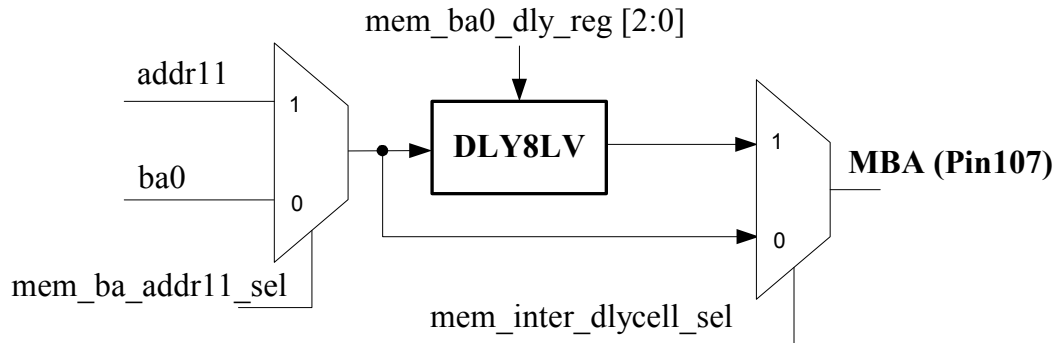 mem_ba0_dly_reg [2:0]
addr11
1
DLY8LV
1
MBA (Pin107)
ba0
0
0
mem_ba_addr11_sel
mem_inter_dlycell_sel